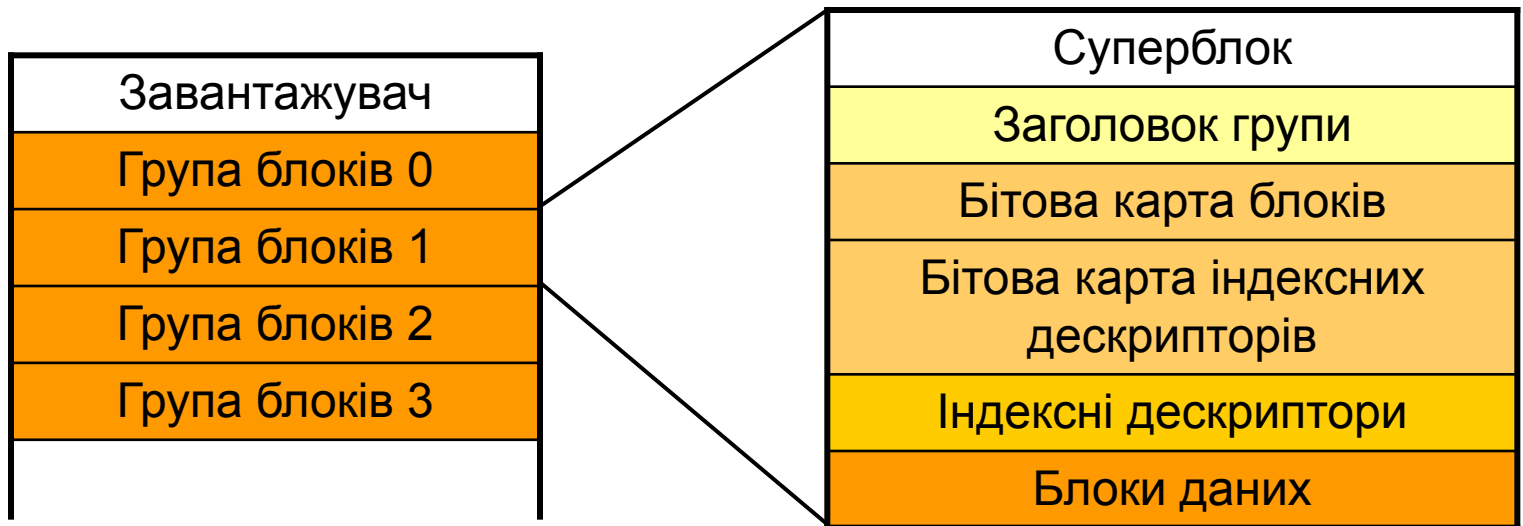 Завантажувач
Група блоків 0
Група блоків 1
Група блоків 2
Група блоків 3
Суперблок
Заголовок групи
Бітова карта блоків
Бітова карта індексних
дескрипторів
Індексні дескриптори
Блоки даних